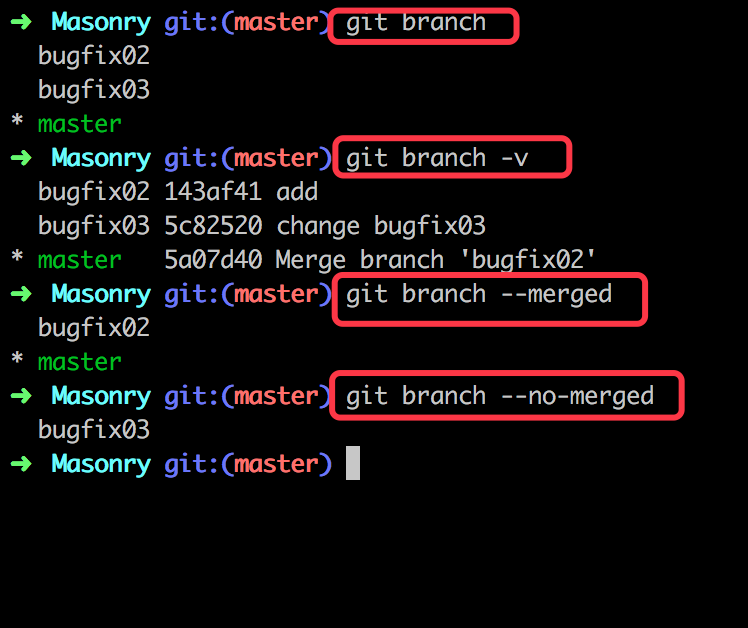 ➜ Masonry git:(master) git branch
  bugfix02
  bugfix03
* master
➜ Masonry git:(master) git branch -v
  bugfix02 143af41 add
  bugfix03 5c82520 change bugfix03
* master   5a07d40 Merge branch 'bugfix02'
➜ Masonry git:(master) git branch --merged
  bugfix02
* master
➜ Masonry git:(master) git branch --no-merged
  bugfix03
➜ Masonry git:(master)